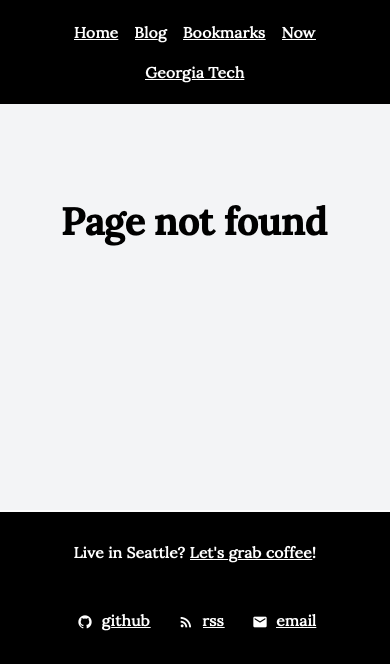 Home Blog Bookmarks Now
Georgia Tech
Page not found
Live in Seattle? Let's grab coffee!
github rss email